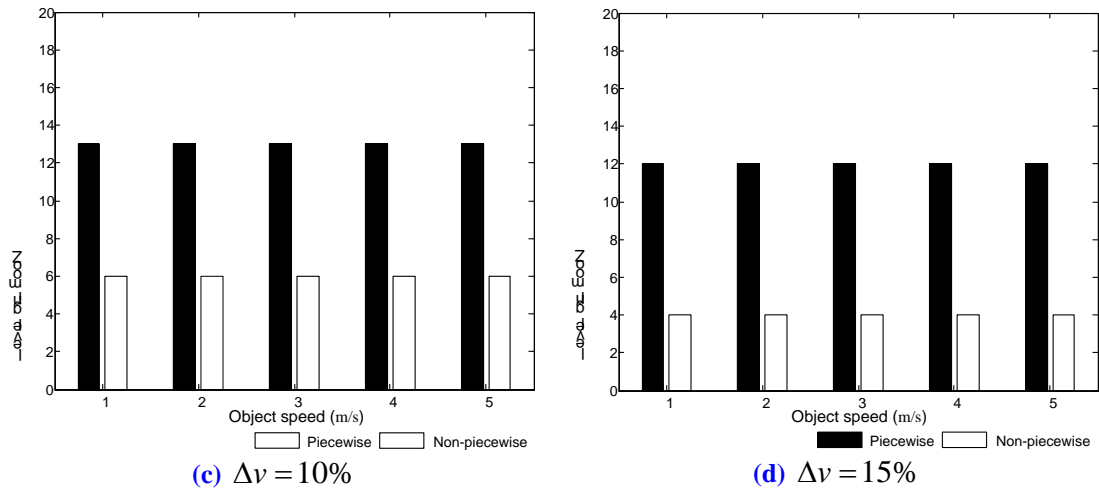 20
18
16
14
12
10
8
6
4
2
0
1 2 3 4 5
Object speed (m/s)
Piecewise Non-piecewise
(c) Δv = 10%
20
18
16
14
12
10
8
6
4
2
0
1 2 3 4 5
Object speed (m/s)
Piecewise Non-piecewise
(d) Δv = 15%